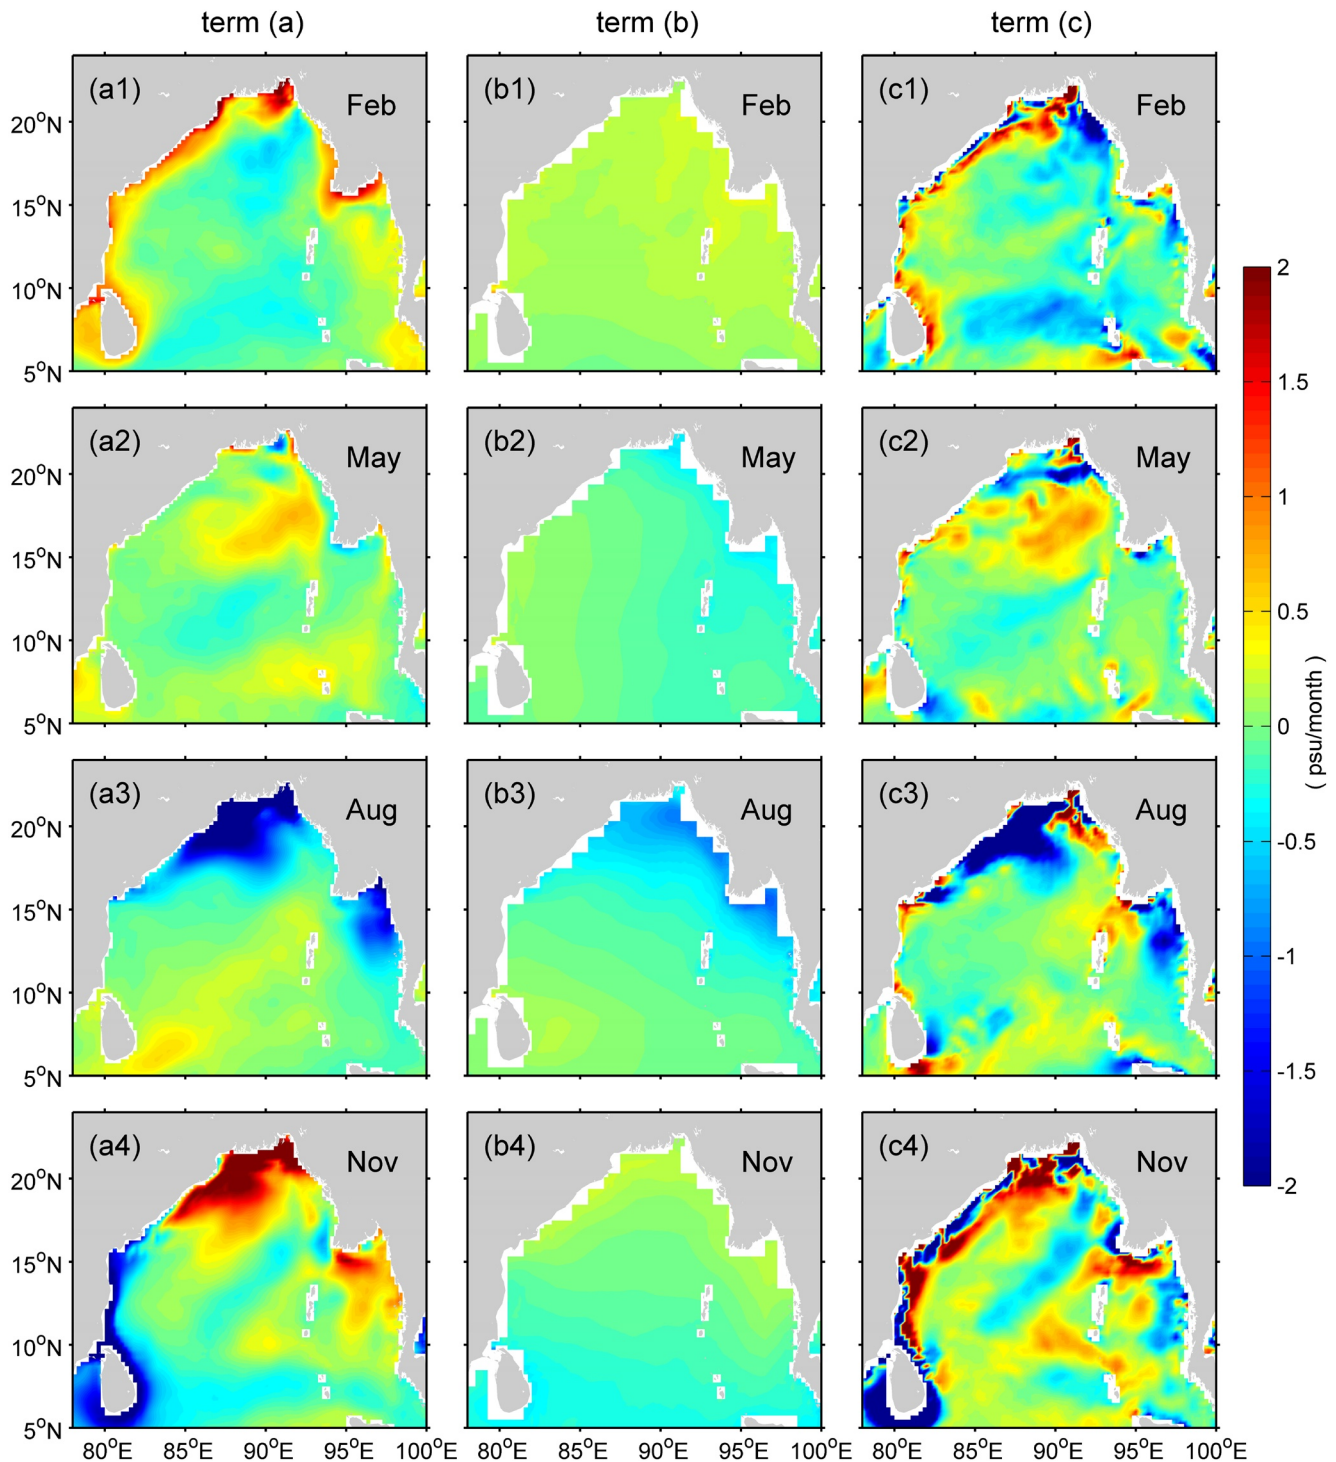 term (a) term (b) term (c)
(a1) Feb (b1) Feb (c1) Feb
20°N
15°N
10°N
5°N
(a2) May (b2) May (c2) May
20°N
15°N
10°N
5°N
(a3) Aug (b3) Aug (c3) Aug
20°N
15°N
10°N
5°N
(a4) Nov (b4) Nov (c4) Nov
20°N
15°N
10°N
5°N
80°E 85°E 90°E 95°E 100°E 80°E 85°E 90°E 95°E 100°E 80°E 85°E 90°E 95°E 100°E
2
1.5
1
0.5
0
-0.5
-1
-1.5
-2
( psu/month )